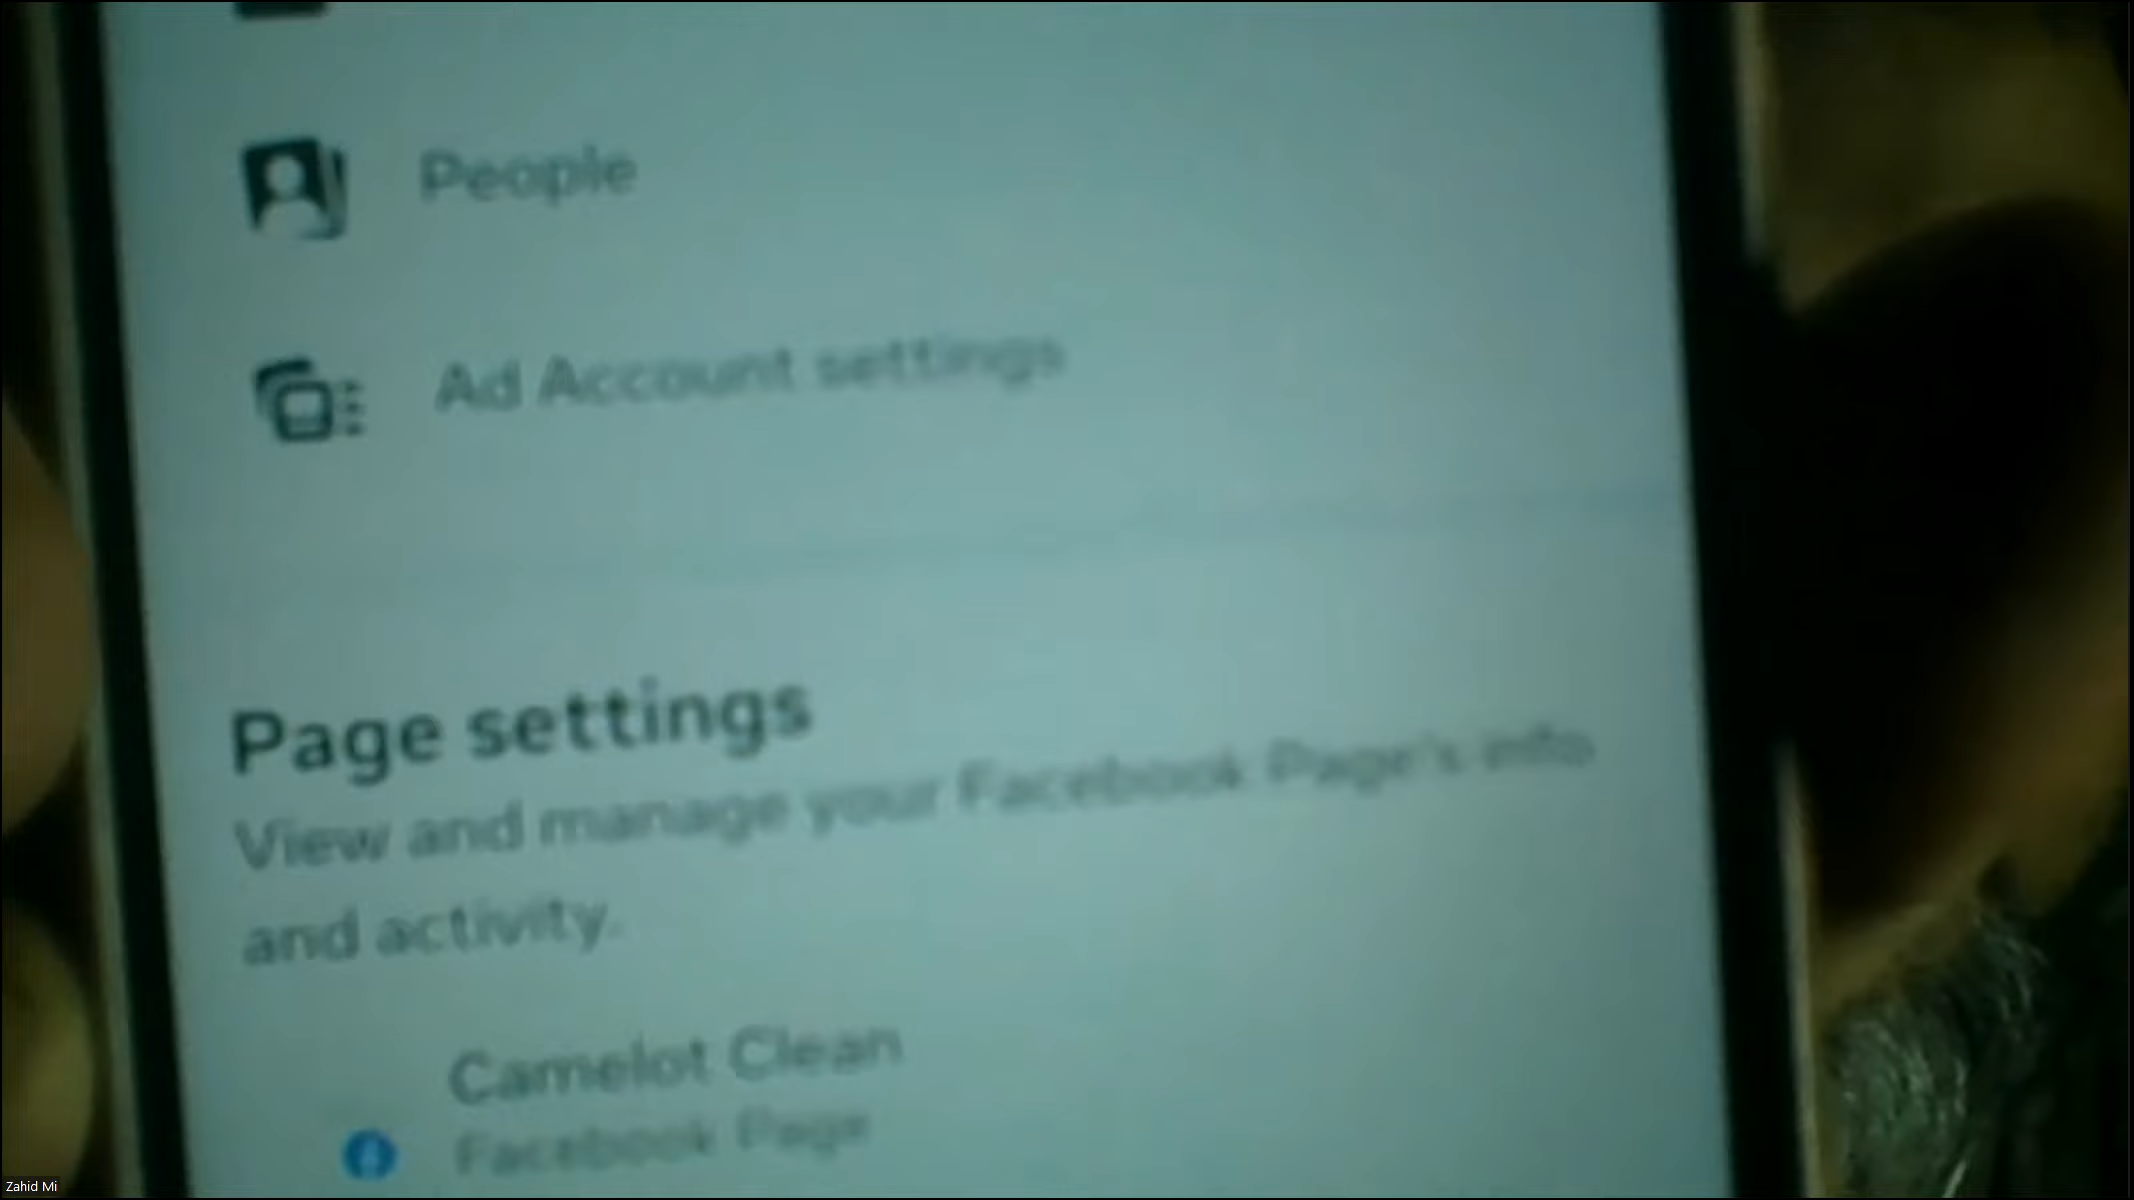 People
Ad Account settings
Page settings
View and manage your Facebook Page's info
and activity.
Camelot Clean
Facebook Page
Zahid Mi